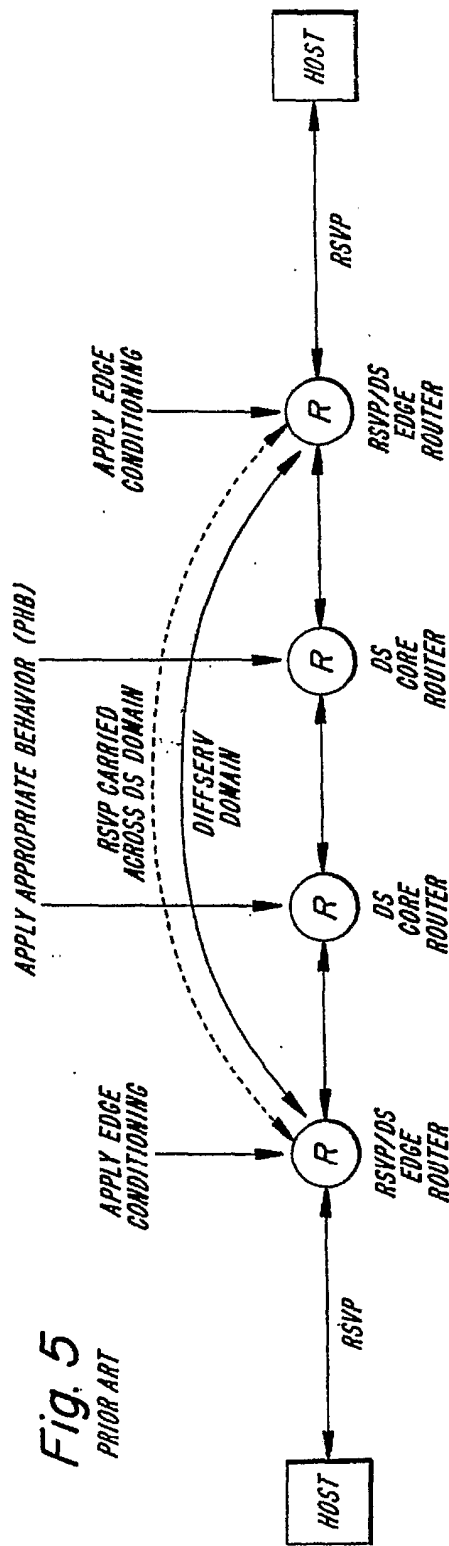 Fig. 5
PRIOR ART
APPLY APPROPRIATE BEHAVIOR (PHB)
APPLY EDGE
CONDITIONING
RSVP CARRIED
ACROSS DS DOMAIN
DIFFSERV
DOMAIN
APPLY EDGE
CONDITIONING
HOST
RSVP
R
RSVP/DS
EDGE
ROUTER
R
DS
CORE
ROUTER
R
DS
CORE
ROUTER
R
RSVP/DS
EDGE
ROUTER
RSVP
HOST